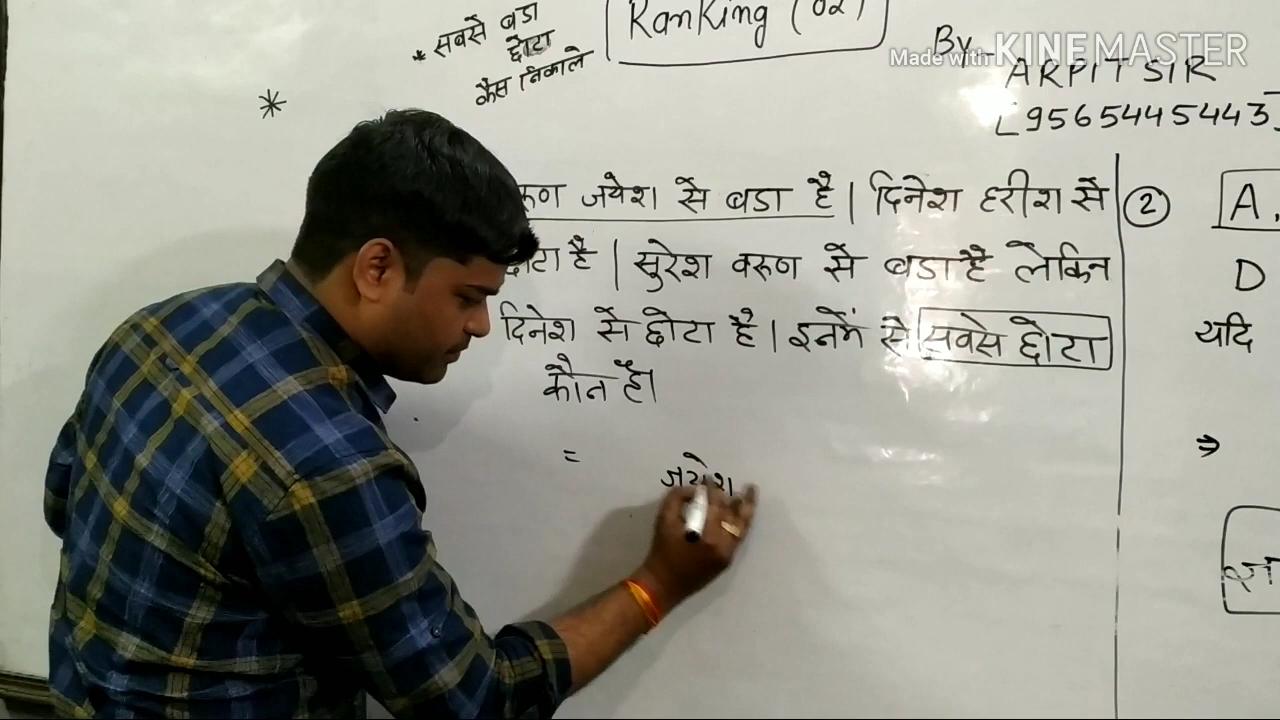 * सबसे बडा
छोटा
कैसे निकाले
Ranking (02)
By-
Made with KINEMASTER
ARPIT SIR
[9565445443]
*
जयेश से बडा है | दिनेश हरीश से
है | सुरेश वरूण से बडा है लेकिन
दिनेश से छोटा है | इनमें से सबसे छोटा
कौन है।
=
जयेश
2
A,
D
यदि
⇒